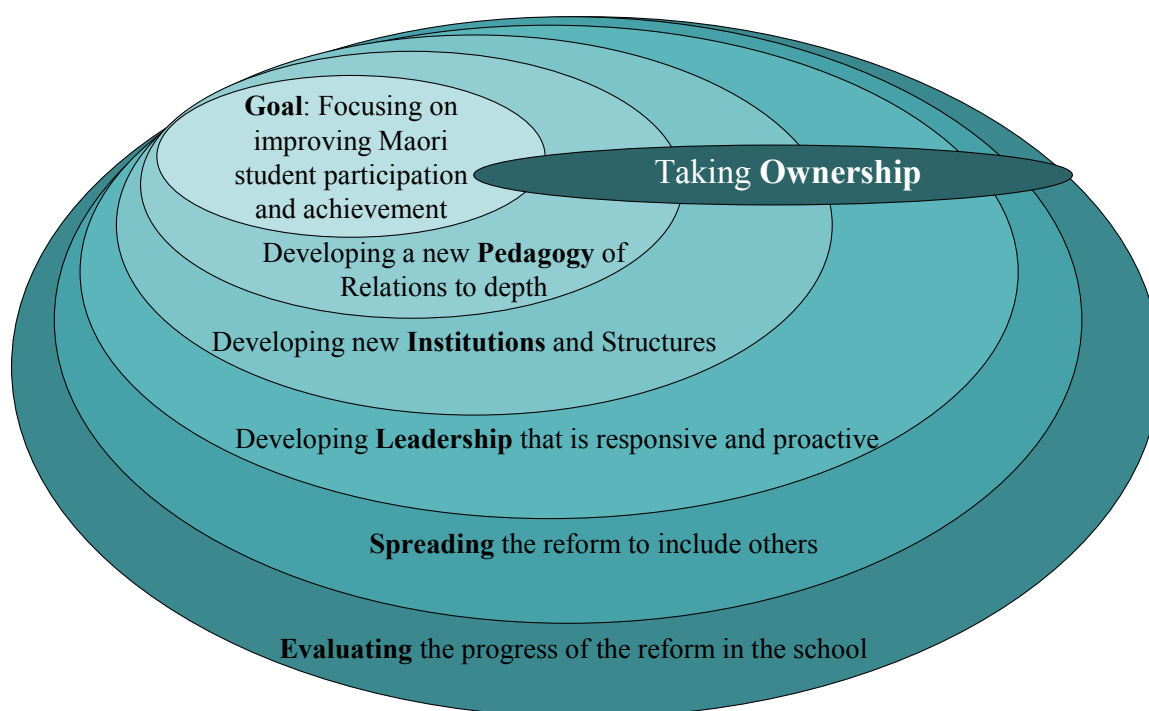 Goal: Focusing on
improving Maori
student participation
and achievement
Taking Ownership
Developing a new Pedagogy of
Relations to depth
Developing new Institutions and Structures
Developing Leadership that is responsive and proactive
Spreading the reform to include others
Evaluating the progress of the reform in the school